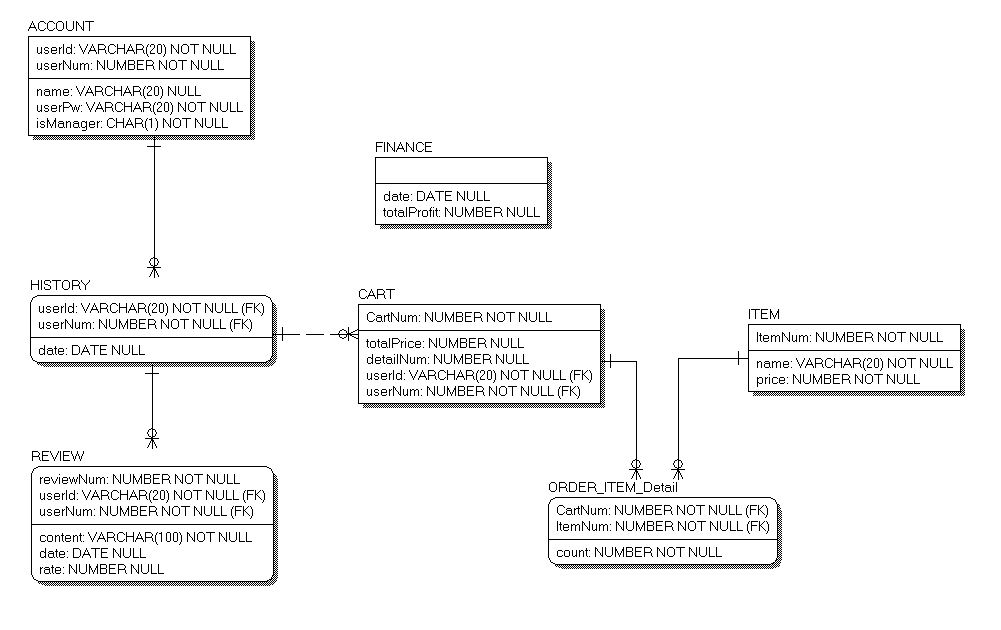 ACCOUNT
userId: VARCHAR(20) NOT NULL
userNum: NUMBER NOT NULL
name: VARCHAR(20) NULL
userPw: VARCHAR(20) NOT NULL
isManager: CHAR(1) NOT NULL
FINANCE
date: DATE NULL
totalProfit: NUMBER NULL
HISTORY
userId: VARCHAR(20) NOT NULL (FK)
userNum: NUMBER NOT NULL (FK)
date: DATE NULL
CART
CartNum: NUMBER NOT NULL
totalPrice: NUMBER NULL
detailNum: NUMBER NULL
userId: VARCHAR(20) NOT NULL (FK)
userNum: NUMBER NOT NULL (FK)
ITEM
ItemNum: NUMBER NOT NULL
name: VARCHAR(20) NOT NULL
price: NUMBER NOT NULL
REVIEW
reviewNum: NUMBER NOT NULL
userId: VARCHAR(20) NOT NULL (FK)
userNum: NUMBER NOT NULL (FK)
content: VARCHAR(100) NOT NULL
date: DATE NULL
rate: NUMBER NULL
ORDER_ITEM_Detail
CartNum: NUMBER NOT NULL (FK)
ItemNum: NUMBER NOT NULL (FK)
count: NUMBER NOT NULL